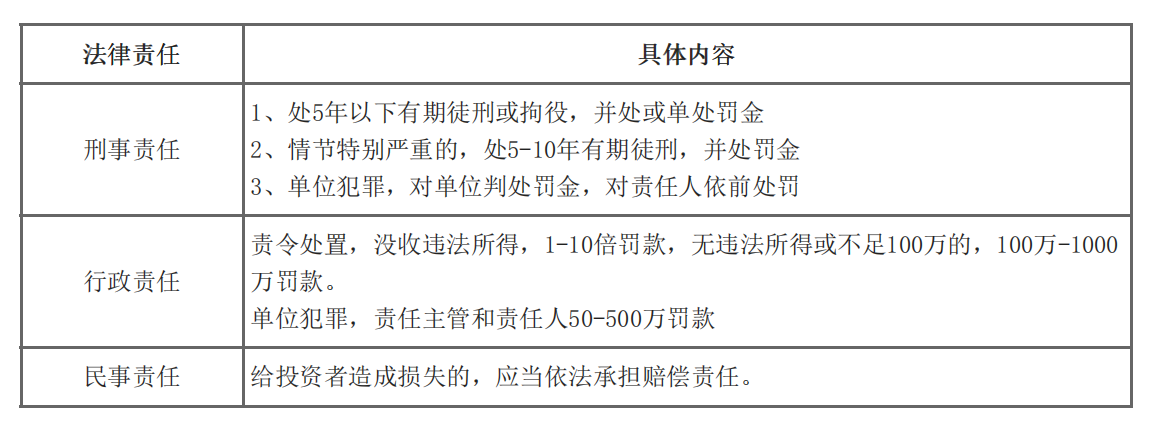 法律责任
具体内容
刑事责任
1、处5年以下有期徒刑或拘役，并处或单处罚金
2、情节特别严重的，处5-10年有期徒刑，并处罚金
3、单位犯罪，对单位判处罚金，对责任人依前处罚
行政责任
责令处置，没收违法所得，1-10倍罚款，无违法所得或不足100万的，100万-1000
万罚款。
单位犯罪，责任主管和责任人50-500万罚款
民事责任
给投资者造成损失的，应当依法承担赔偿责任。